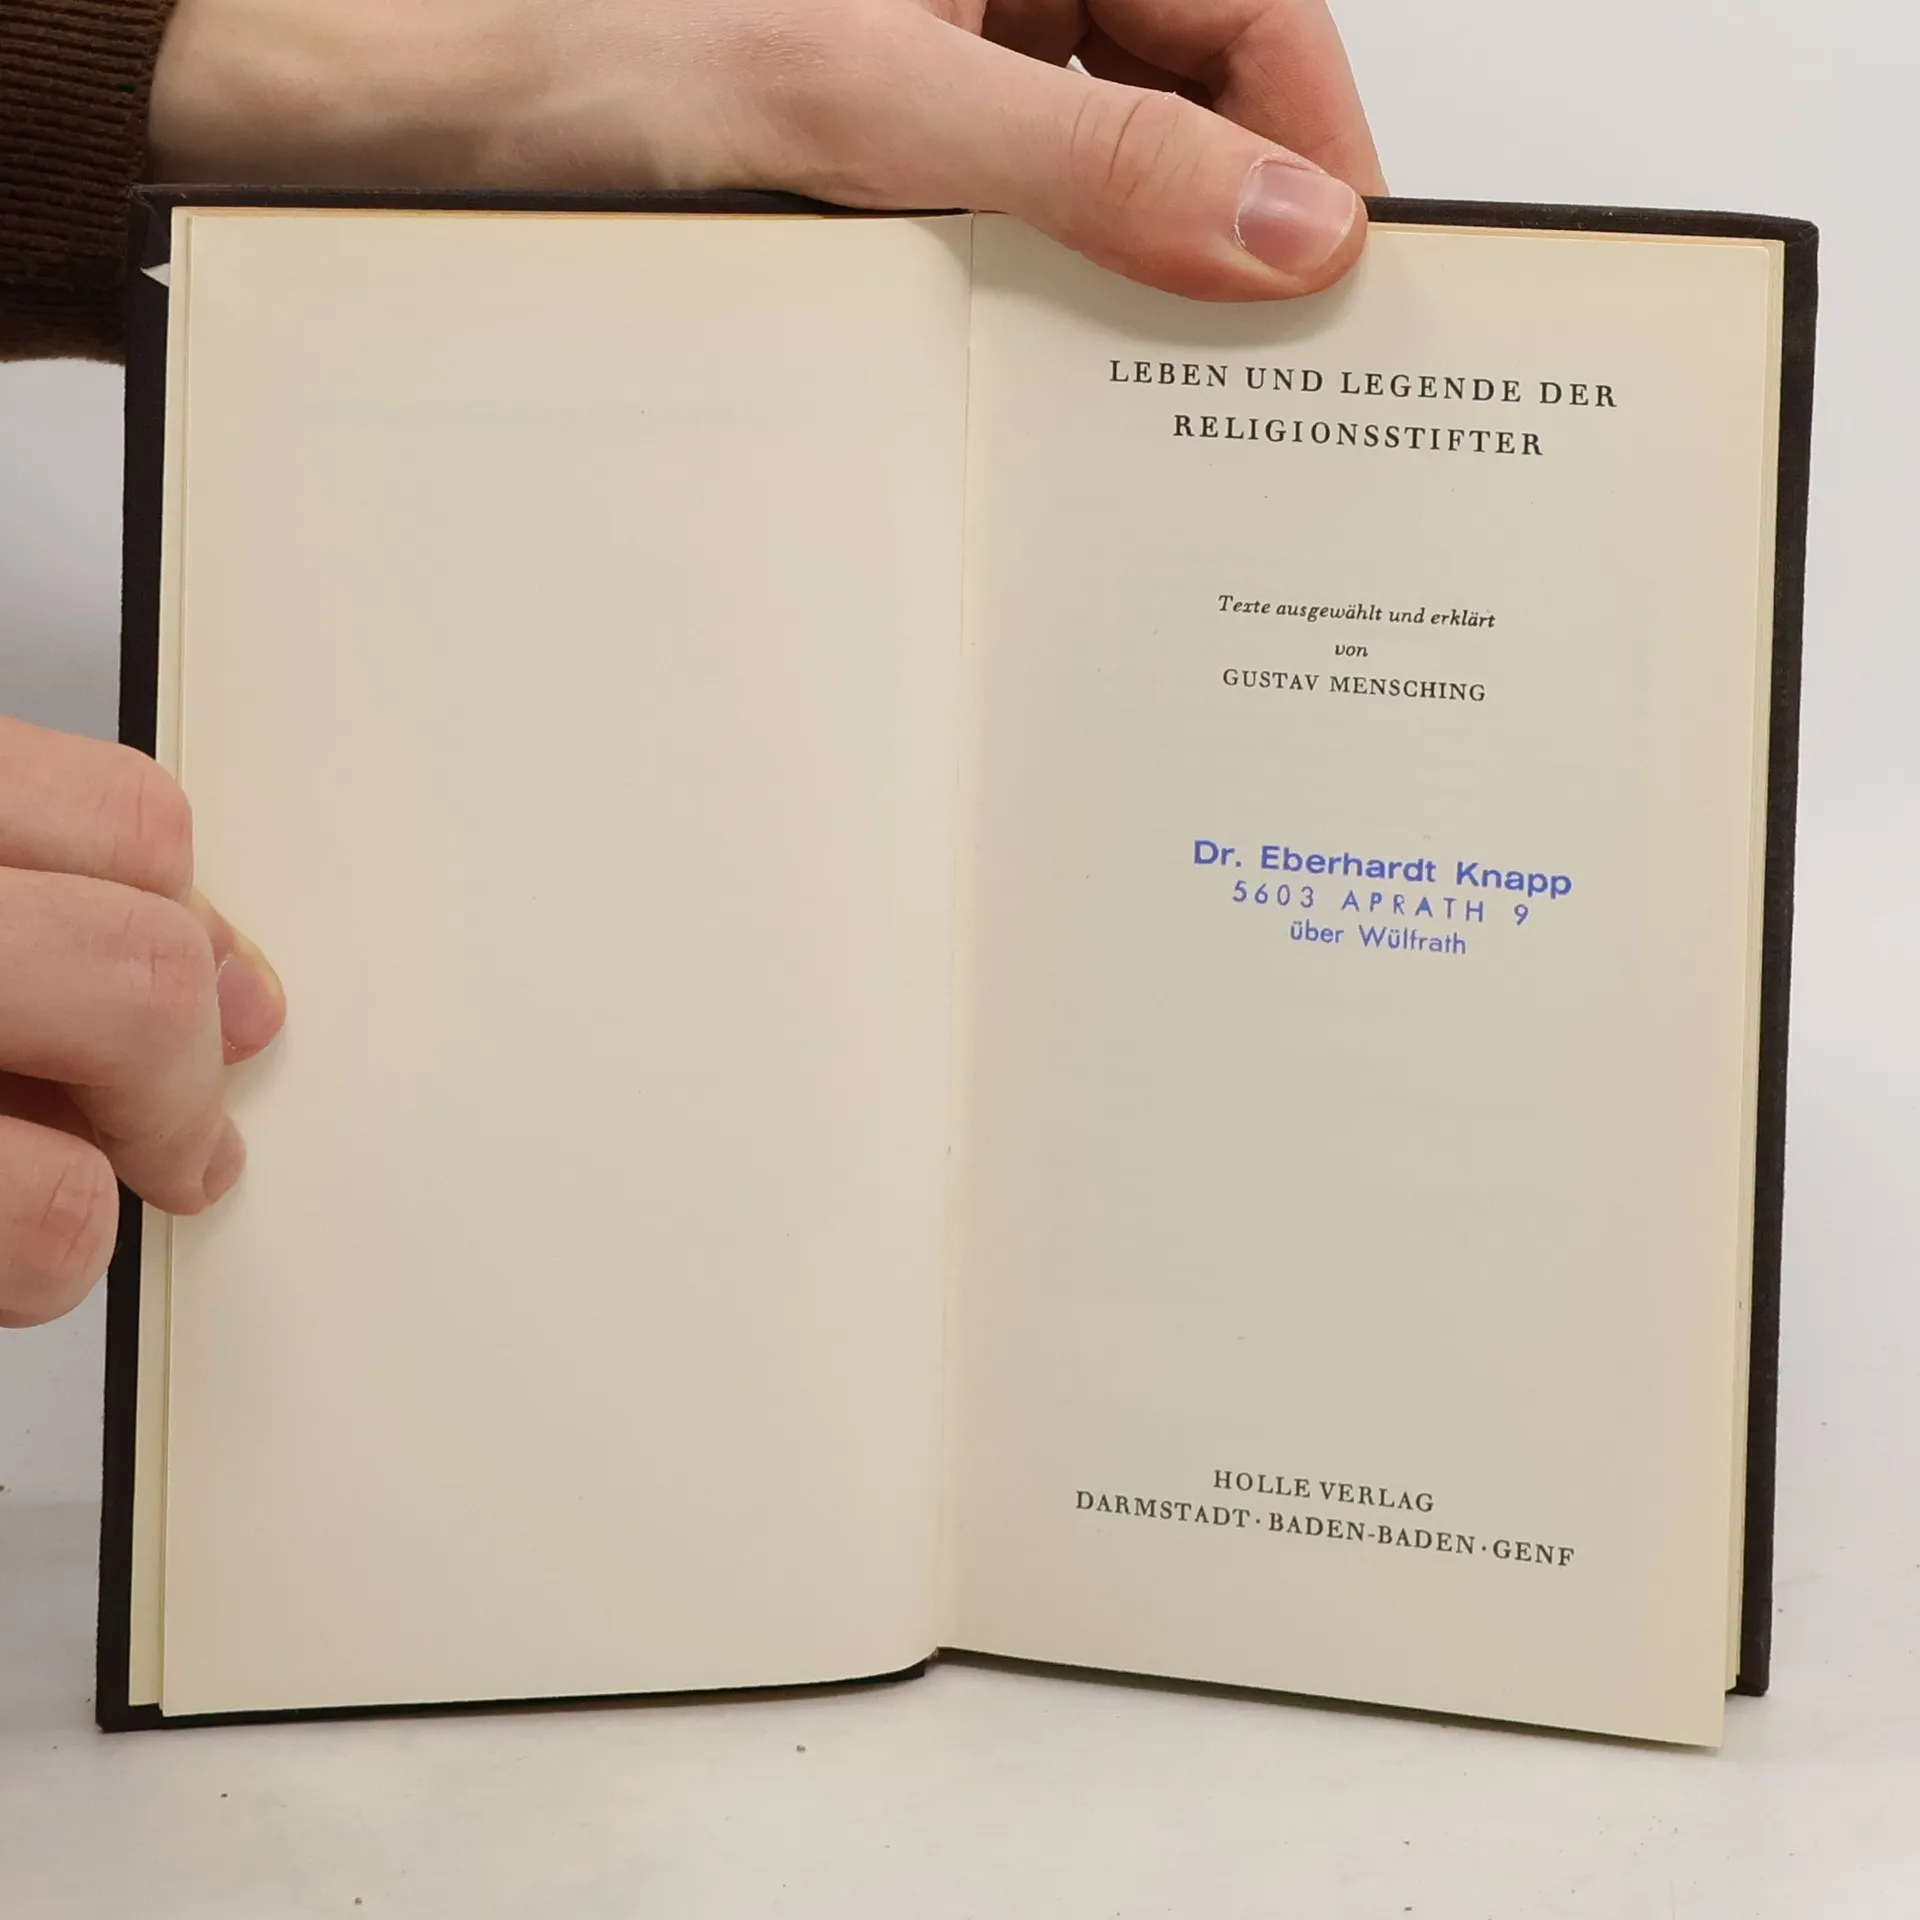 LEBEN UND LEGENDE DER
RELIGIONSSTIFTER
Texte ausgewählt und erklärt
von
GUSTAV MENSCHING
Dr. Eberhardt Knapp
5603 APRATH 9
über Wülfrath
HOLLE VERLAG
DARMSTADT · BADEN-BADEN · GENF